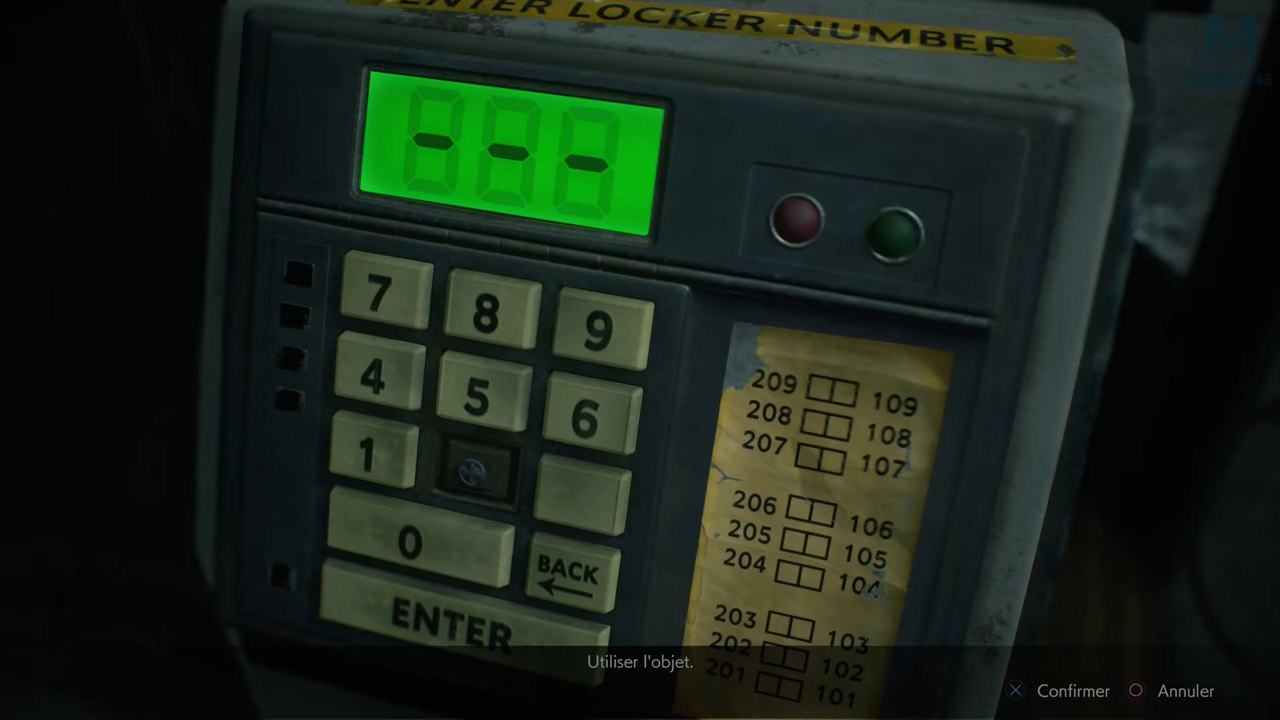 ENTER LOCKER NUMBER
M
- - -
7 8 9
4 5 6
1
0
BACK
ENTER
209 109
208 108
207 107
206 106
205 105
204 104
203 103
202 102
201 101
Utiliser l'objet.
Confirmer
Annuler